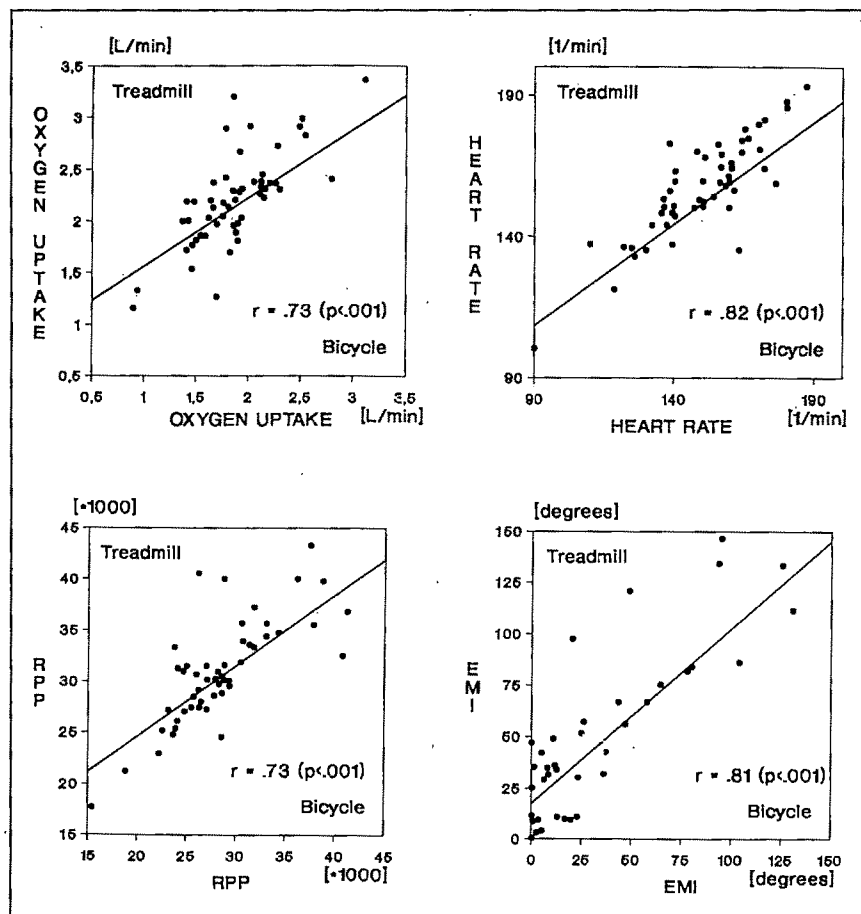 [L/min]
3,5
Treadmill
3
2,5
2
1,5
1
0,5
OXYGEN UPTAKE
r = .73 (p<.001)
Bicycle
0,5 1 1,5 2 2,5 3 3,5
OXYGEN UPTAKE [L/min]
[1/min]
190
Treadmill
140
90
HEART RATE
r = .82 (p<.001)
Bicycle
90 140 190
HEART RATE [1/min]
[*1000]
45
Treadmill
40
35
30
25
20
15
RPP
r = .73 (p<.001)
Bicycle
15 20 25 30 35 40 45
RPP [*1000]
[degrees]
150
Treadmill
125
100
75
50
25
0
EMI
r = .81 (p<.001)
Bicycle
0 25 50 75 100 125 150
EMI [degrees]